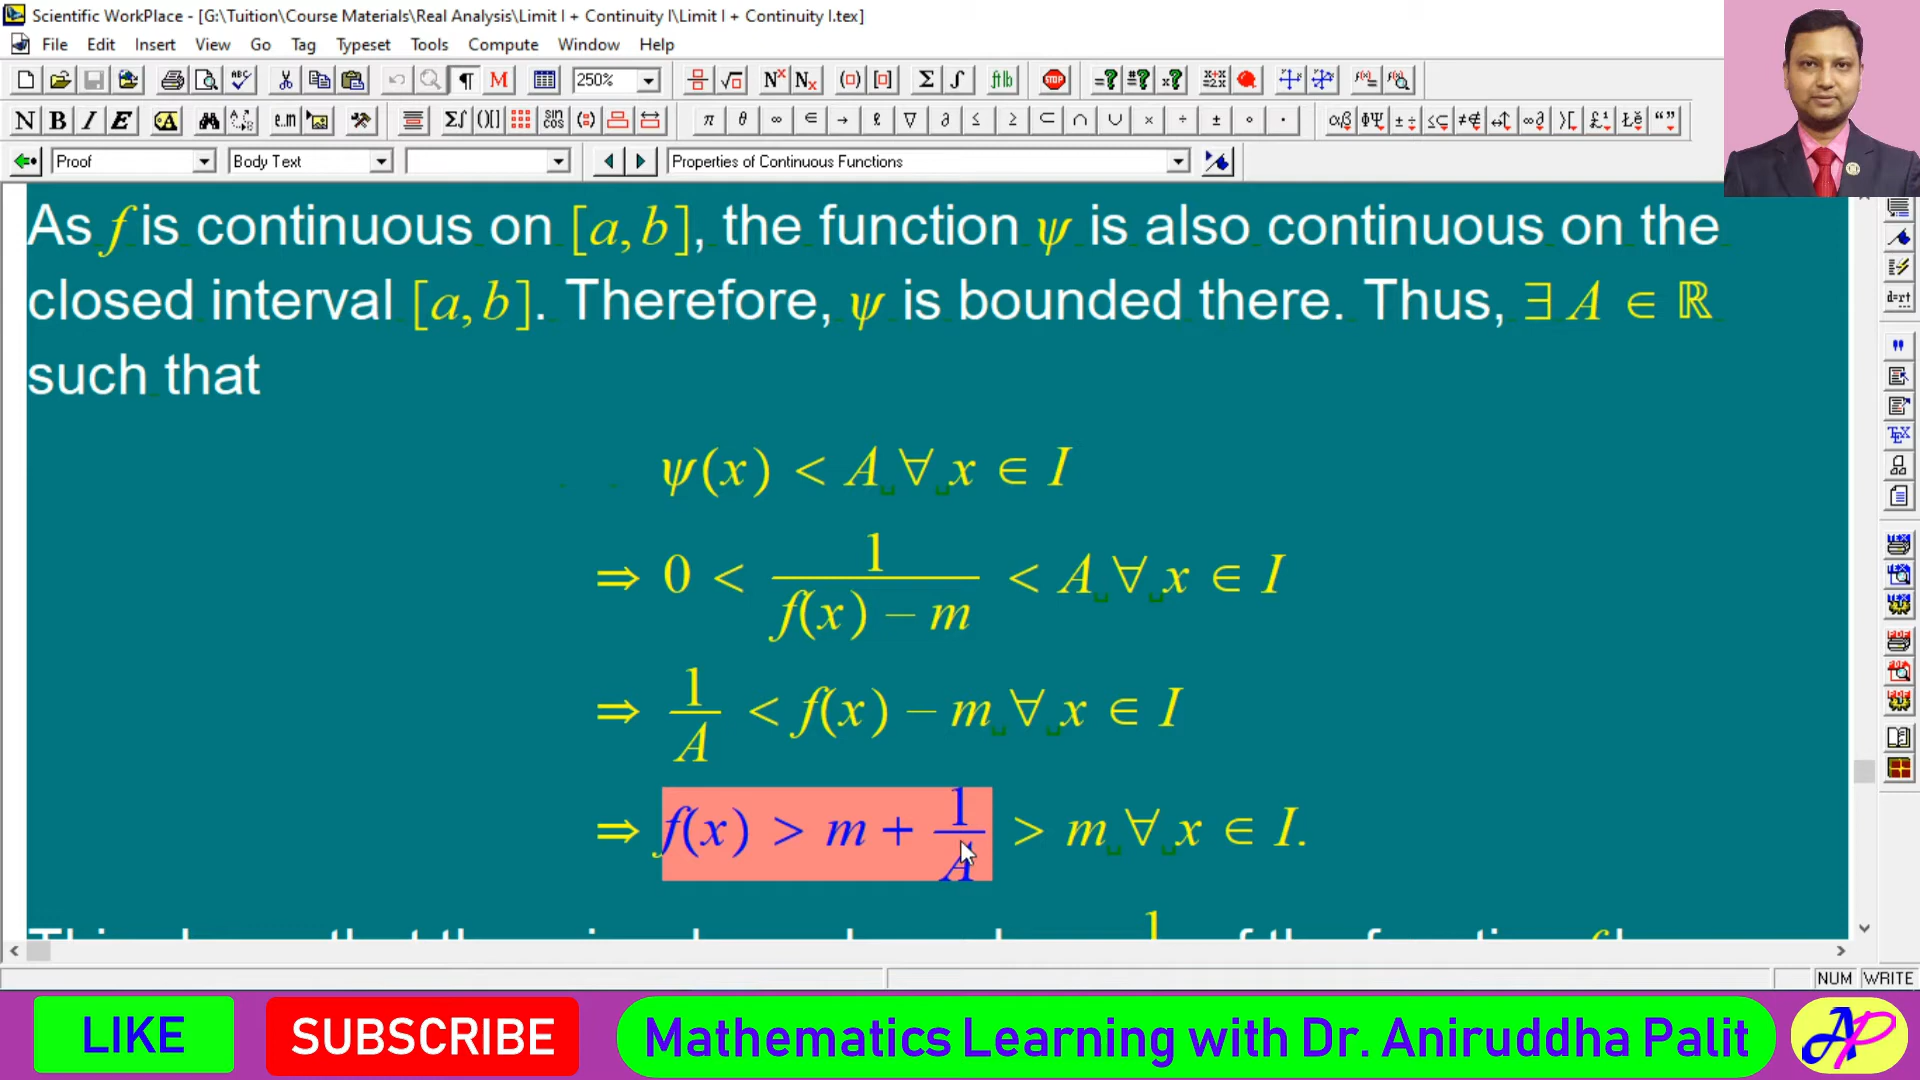 Scientific WorkPlace - [G:\Tuition\Course Materials\Real Analysis\Limit I + Continuity I\Limit I + Continuity I.tex]
File Edit Insert View Go Tag Typeset Tools Compute Window Help
250%
Proof Body Text Properties of Continuous Functions
As f is continuous on [a, b], the function ψ is also continuous on the
closed interval [a, b]. Therefore, ψ is bounded there. Thus, ∃ A ∈ ℝ
such that
ψ(x) < A ∀ x ∈ I
⇒ 0 < 1/(f(x) − m) < A ∀ x ∈ I
⇒ 1/A < f(x) − m ∀ x ∈ I
⇒ f(x) > m + 1/A > m ∀ x ∈ I.
NUM WRITE
LIKE SUBSCRIBE Mathematics Learning with Dr. Aniruddha Palit AP